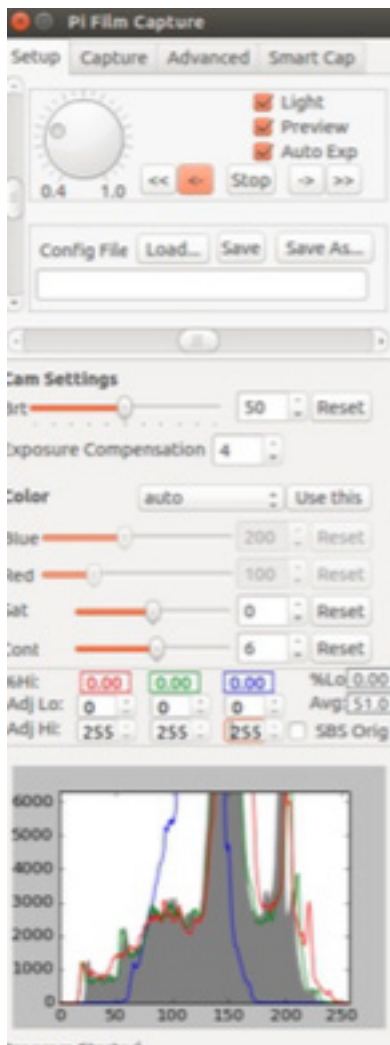 Pi Film Capture
Setup Capture Advanced Smart Cap
Light
Preview
Auto Exp
0.4 1.0 << <- Stop -> >>
Config File Load... Save Save As...
Cam Settings
Brt 50 Reset
Exposure Compensation 4
Color auto Use this
Blue 200 Reset
Red 100 Reset
Sat 0 Reset
Cont 6 Reset
%Hi: 0.00 0.00 0.00 %Lo 0.00
Adj Lo: 0 0 0 Avg: 51.0
Adj Hi: 255 255 255 SBS Orig
6000
5000
4000
3000
2000
1000
0
0 50 100 150 200 250